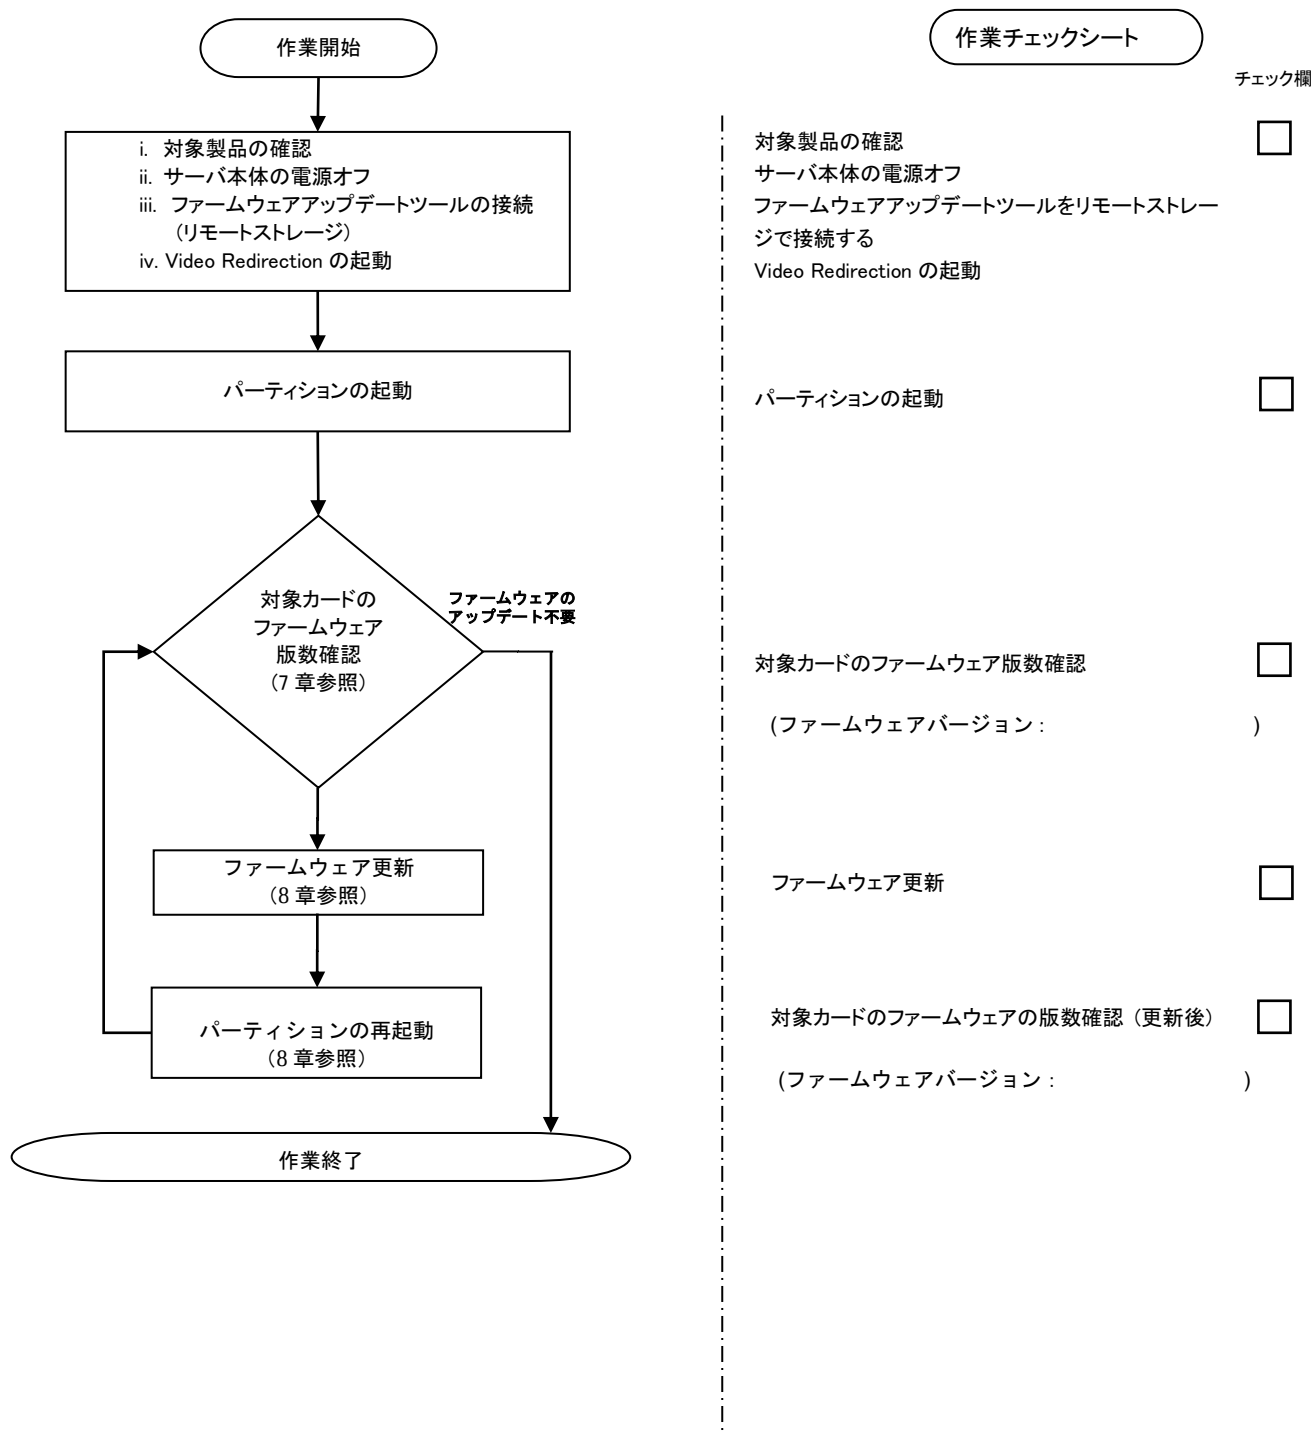 作業開始
i. 対象製品の確認
ii. サーバ本体の電源オフ
iii. ファームウェアアップデートツールの接続
(リモートストレージ)
iv. Video Redirection の起動
パーティションの起動
対象カードの
ファームウェア
版数確認
(7 章参照)
ファームウェアの
アップデート不要
ファームウェア更新
(8 章参照)
パーティションの再起動
(8 章参照)
作業終了
作業チェックシート
チェック欄
対象製品の確認
サーバ本体の電源オフ
ファームウェアアップデートツールをリモートストレー
ジで接続する
Video Redirection の起動
パーティションの起動
対象カードのファームウェア版数確認
(ファームウェアバージョン : )
ファームウェア更新
対象カードのファームウェアの版数確認 (更新後)
(ファームウェアバージョン : )